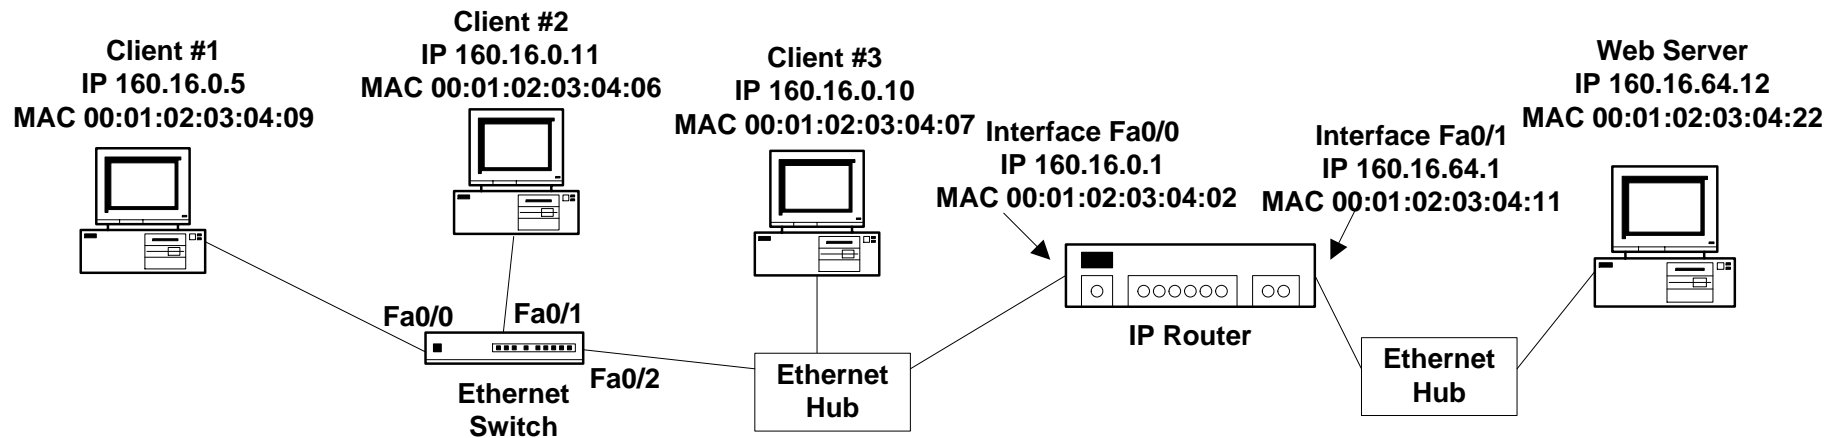 Client #1
IP 160.16.0.5
MAC 00:01:02:03:04:09
Client #2
IP 160.16.0.11
MAC 00:01:02:03:04:06
Client #3
IP 160.16.0.10
MAC 00:01:02:03:04:07
Interface Fa0/0
IP 160.16.0.1
MAC 00:01:02:03:04:02
Interface Fa0/1
IP 160.16.64.1
MAC 00:01:02:03:04:11
Web Server
IP 160.16.64.12
MAC 00:01:02:03:04:22
Fa0/0
Fa0/1
Fa0/2
Ethernet
Switch
Ethernet
Hub
IP Router
Ethernet
Hub